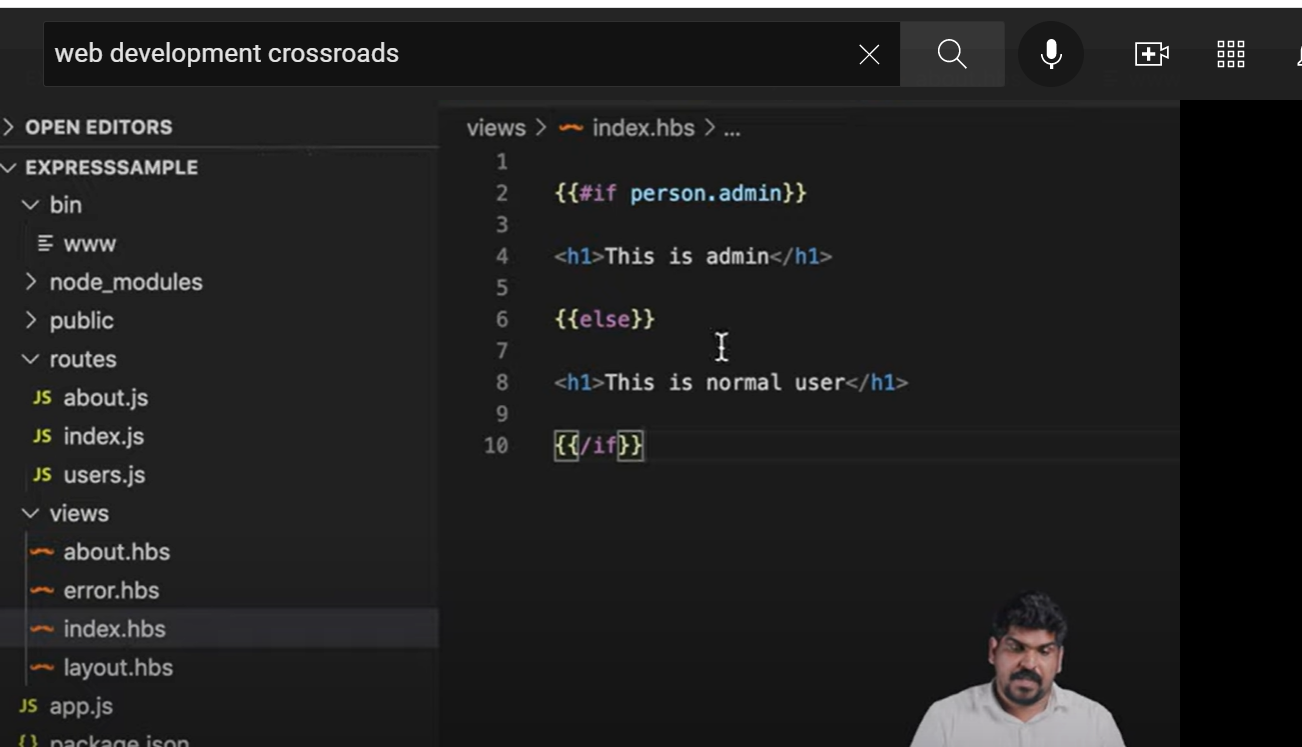 web development crossroads
OPEN EDITORS
EXPRESSSAMPLE
bin
www
node_modules
public
routes
JS about.js
JS index.js
JS users.js
views
about.hbs
error.hbs
index.hbs
layout.hbs
JS app.js
{} package.json
views > index.hbs > ...
1
2 {{#if person.admin}}
3
4 <h1>This is admin</h1>
5
6 {{else}}
7
8 <h1>This is normal user</h1>
9
10 {{/if}}